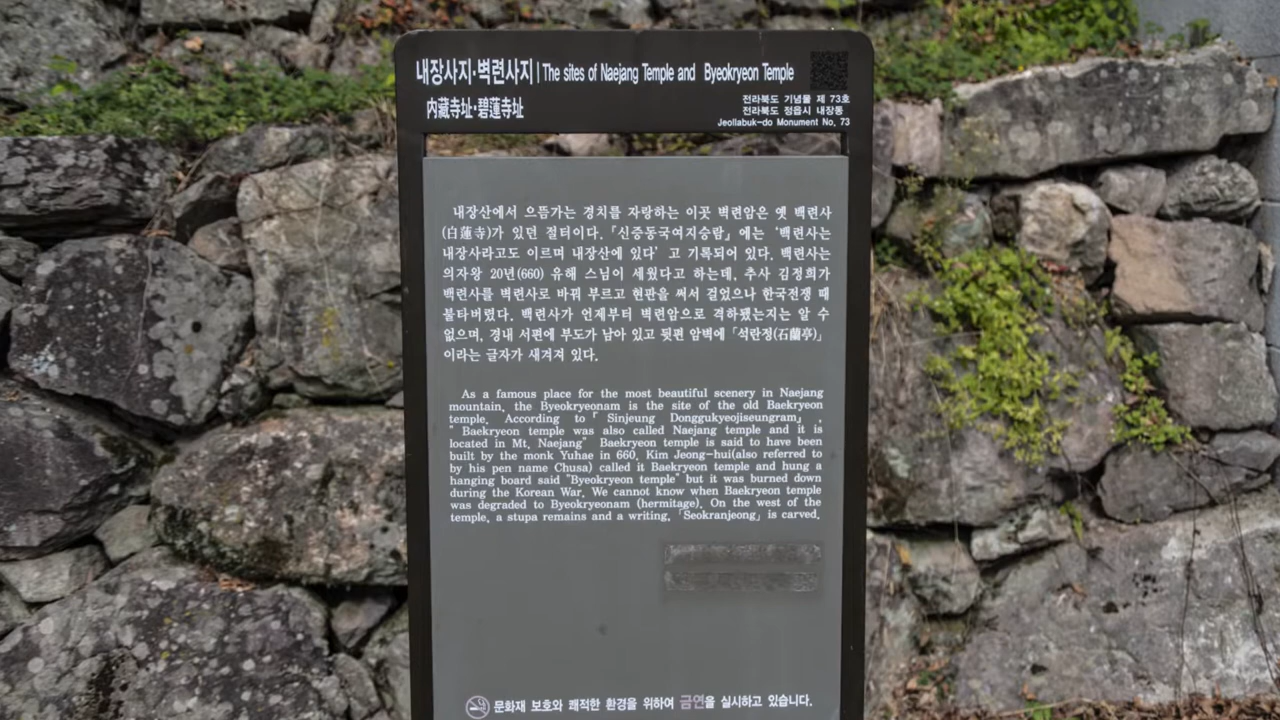 내장사지·벽련사지 | The sites of Naejang Temple and Byeokryeon Temple
內藏寺址·碧蓮寺址
전라북도 기념물 제 73호
전라북도 정읍시 내장동
Jeollabuk-do Monument No. 73
내장산에서 으뜸가는 경치를 자랑하는 이곳 벽련암은 옛 백련사
(白蓮寺)가 있던 절터이다. 『신증동국여지승람』에는 ‘백련사는
내장사라고도 이르며 내장산에 있다’ 고 기록되어 있다. 백련사는
의자왕 20년(660) 유해 스님이 세웠다고 하는데, 추사 김정희가
백련사를 벽련사로 바꿔 부르고 현판을 써서 걸었으나 한국전쟁 때
불타버렸다. 백련사가 언제부터 벽련암으로 격하됐는지는 알 수
없으며, 경내 서편에 부도가 남아 있고 뒷편 암벽에 「석란정(石蘭亭)」
이라는 글자가 새겨져 있다.
As a famous place for the most beautiful scenery in Naejang
mountain, the Byeokryeonam is the site of the old Baekryeon
temple. According to「 Sinjeung Donggukyeojiseungram」 ,
" Baekryeon temple was also called Naejang temple and it is
located in Mt. Naejang" Baekryeon temple is said to have been
built by the monk Yuhae in 660. Kim Jeong-hui(also referred to
by his pen name Chusa) called it Baekryeon temple and hung a
hanging board said "Byeokryeon temple" but it was burned down
during the Korean War. We cannot know when Baekryeon temple
was degraded to Byeokryeonam (hermitage). On the west of the
temple, a stupa remains and a writing, 「Seokranjeong」 is carved.
문화재 보호와 쾌적한 환경을 위하여 금연을 실시하고 있습니다.